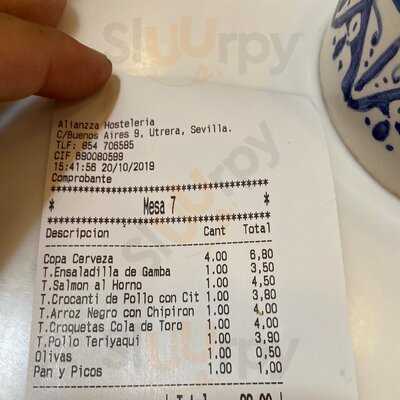 Alianzza Hosteleria
C/Buenos Aires 9, Utrera, Sevilla.
TLF: 854 706585
CIF B90080599
15:41:56 20/10/2019
Comprobante
* Mesa 7 *
Descripcion Cant Total
Copa Cerveza 4.00 6,80
T.Ensaladilla de Gamba 1.00 3,50
T.Salmon al Horno 1.00 4,50
T.Crocanti de Pollo con Cit 1.00 3,80
T.Arroz Negro con Chipiron 1.00 4,00
T.Croquetas Cola de Toro 1.00 4,00
T.Pollo Teriyaqui 1.00 3,90
Olivas 1.00 0,50
Pan y Picos 1.00 1,00
Sluurpy